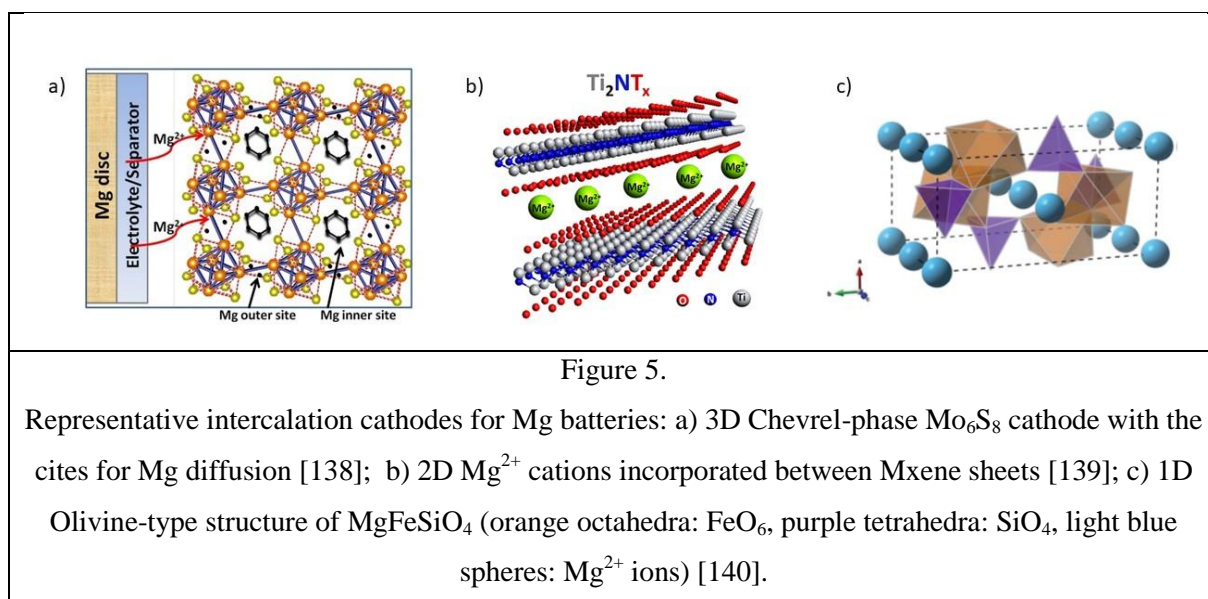 a)
Mg disc
Electrolyte/Separator
Mg²⁺
Mg²⁺
Mg outer site
Mg inner site
b)
Ti₂NTₓ
Mg²⁺
Mg²⁺
Mg²⁺
Mg²⁺
Mg²⁺
O N Ti
c)
Figure 5.
Representative intercalation cathodes for Mg batteries: a) 3D Chevrel-phase Mo₆S₈ cathode with the
cites for Mg diffusion [138]; b) 2D Mg²⁺ cations incorporated between Mxene sheets [139]; c) 1D
Olivine-type structure of MgFeSiO₄ (orange octahedra: FeO₆, purple tetrahedra: SiO₄, light blue
spheres: Mg²⁺ ions) [140].